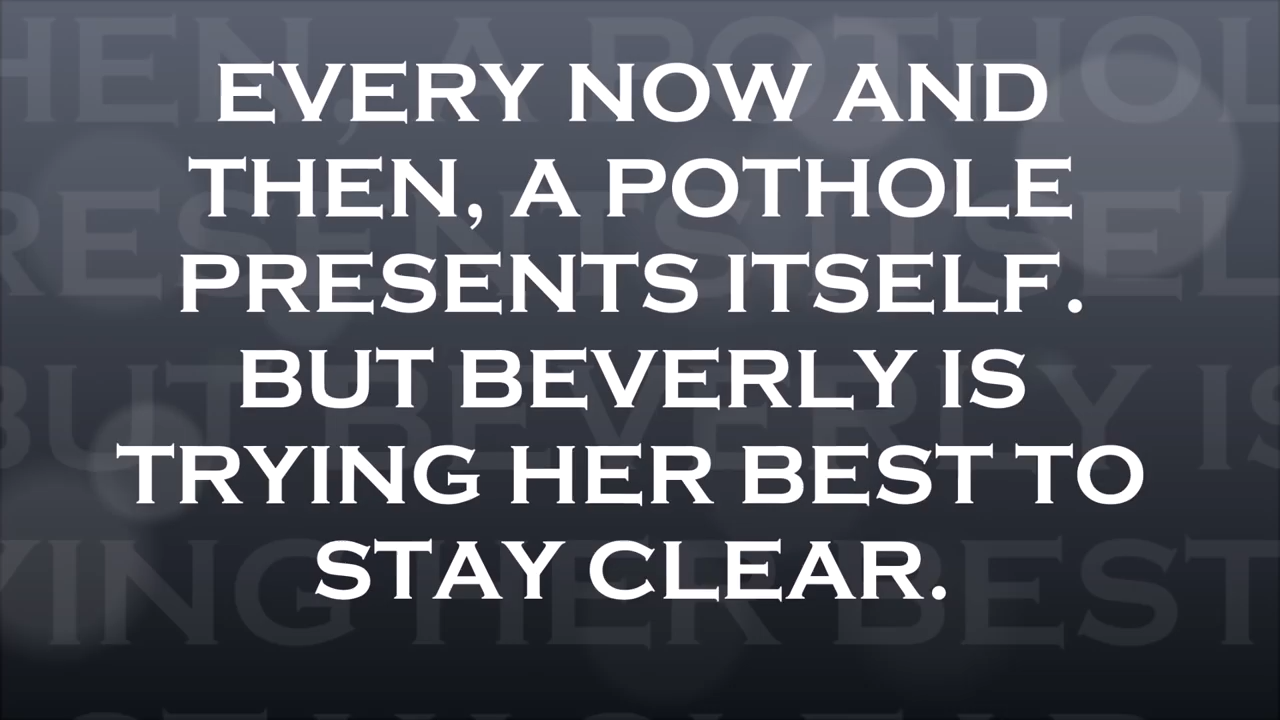 EVERY NOW AND
THEN, A POTHOLE
PRESENTS ITSELF.
BUT BEVERLY IS
TRYING HER BEST TO
STAY CLEAR.